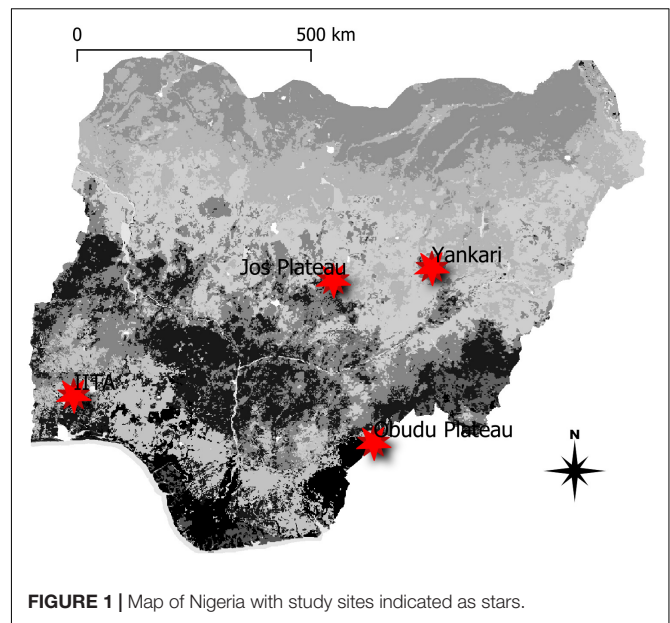 0 500 km
Jos Plateau Yankari
IITA
Obudu Plateau
N
FIGURE 1 | Map of Nigeria with study sites indicated as stars.